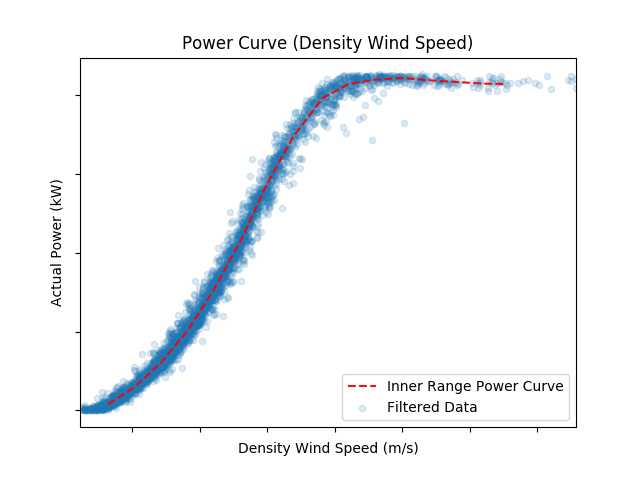 Power Curve (Density Wind Speed)
Actual Power (kW)
Inner Range Power Curve
Filtered Data
Density Wind Speed (m/s)